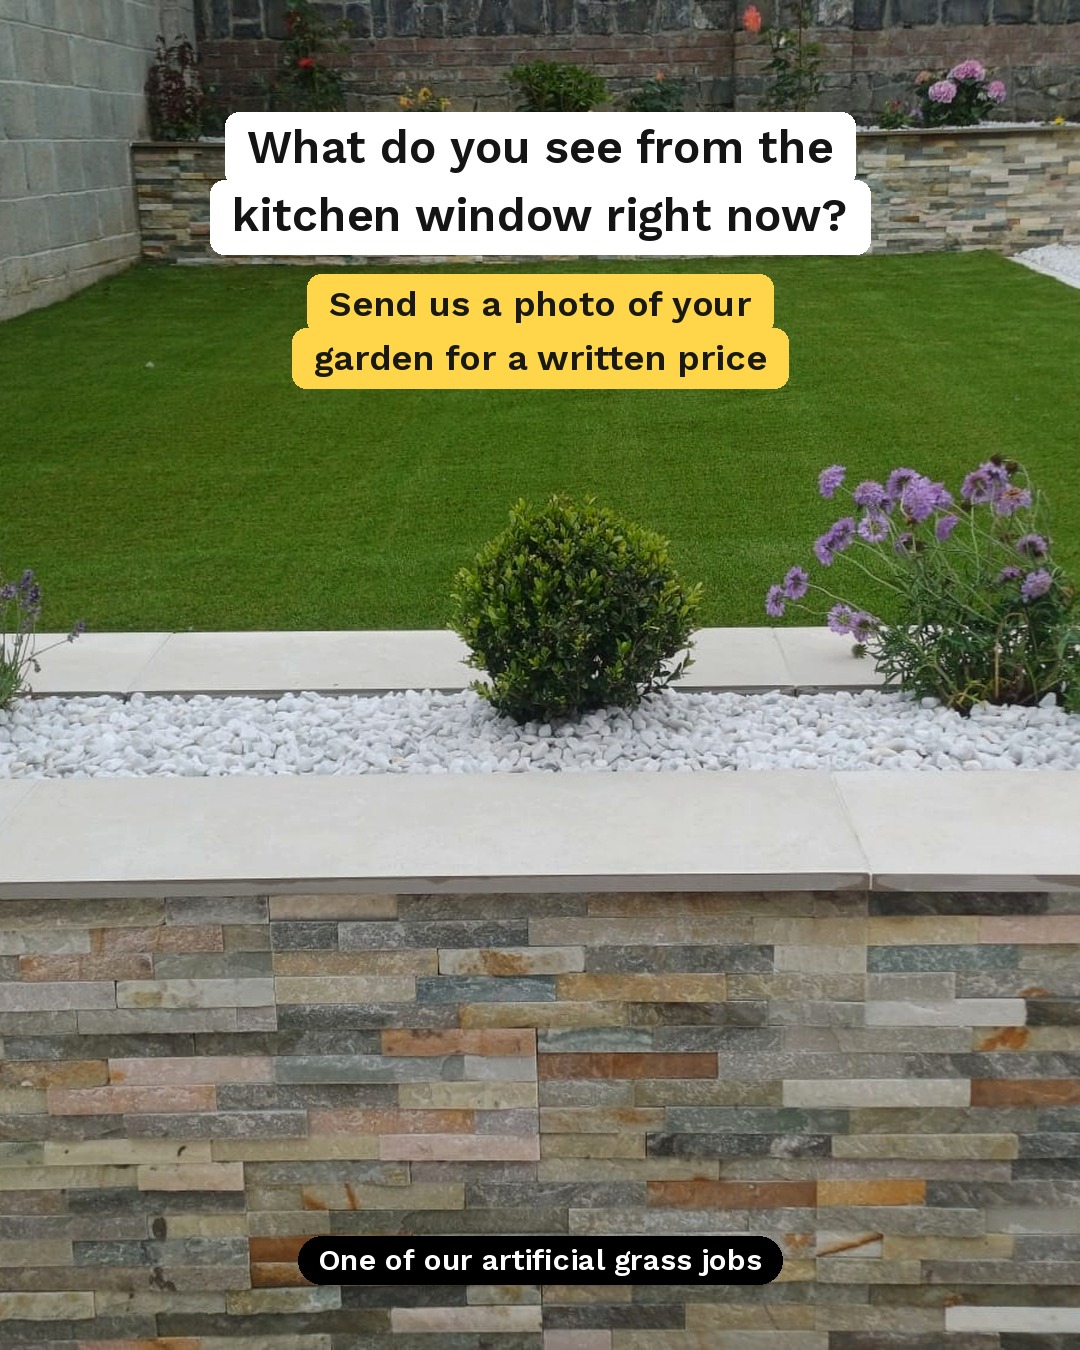 What do you see from the
kitchen window right now?
Send us a photo of your
garden for a written price
One of our artificial grass jobs